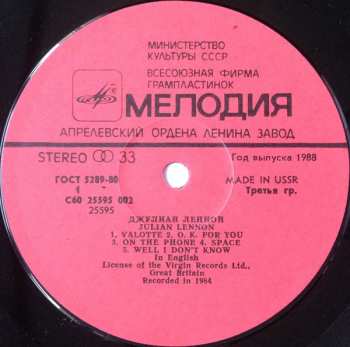 МИНИСТЕРСТВО
КУЛЬТУРЫ СССР
ВСЕСОЮЗНАЯ ФИРМА
ГРАМПЛАСТИНОК
МЕЛОДИЯ
АПРЕЛЕВСКИЙ ОРДЕНА ЛЕНИНА ЗАВОД
STEREO 33
Год выпуска 1988
ГОСТ 5289-80
MADE IN USSR
1
Третья гр.
С60 25595 002
25595
ДЖУЛИАН ЛЕННОН
JULIAN LENNON
1. VALOTTE 2. O. K. FOR YOU
3. ON THE PHONE 4. SPACE
5. WELL I DON'T KNOW
In English
License of the Virgin Records Ltd.,
Great Britain
Recorded in 1984